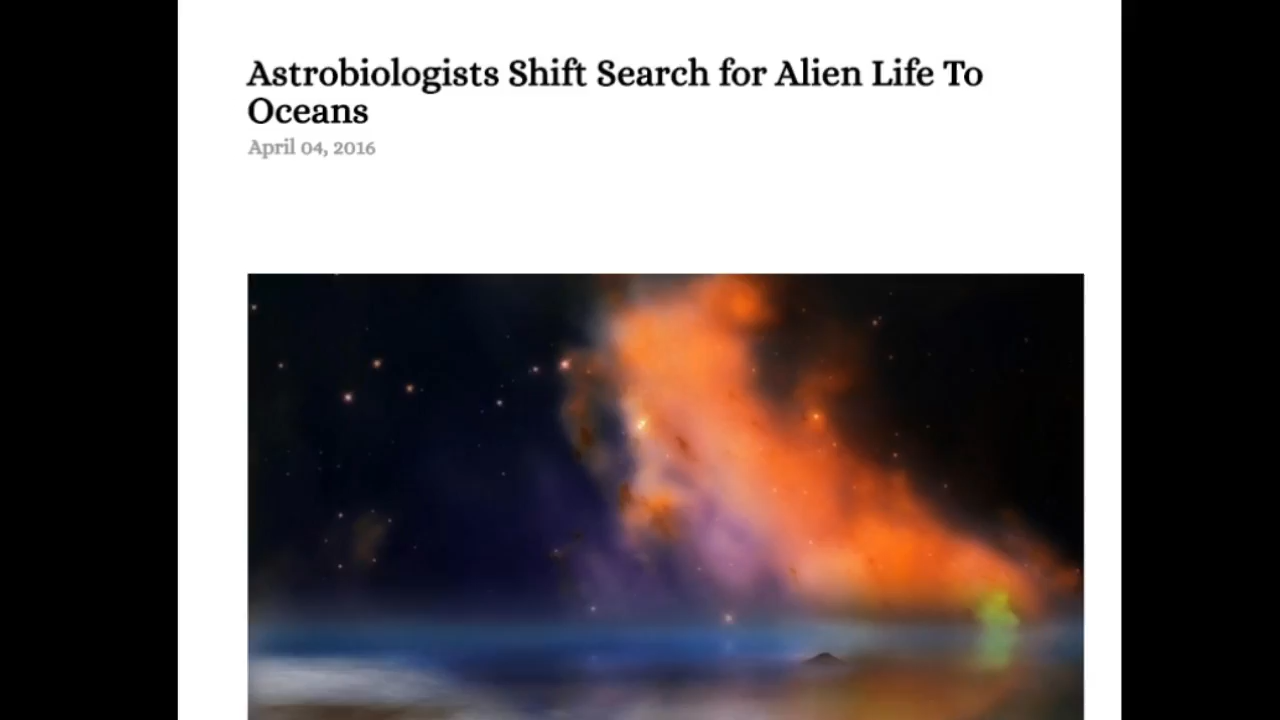 Astrobiologists Shift Search for Alien Life To
Oceans
April 04, 2016